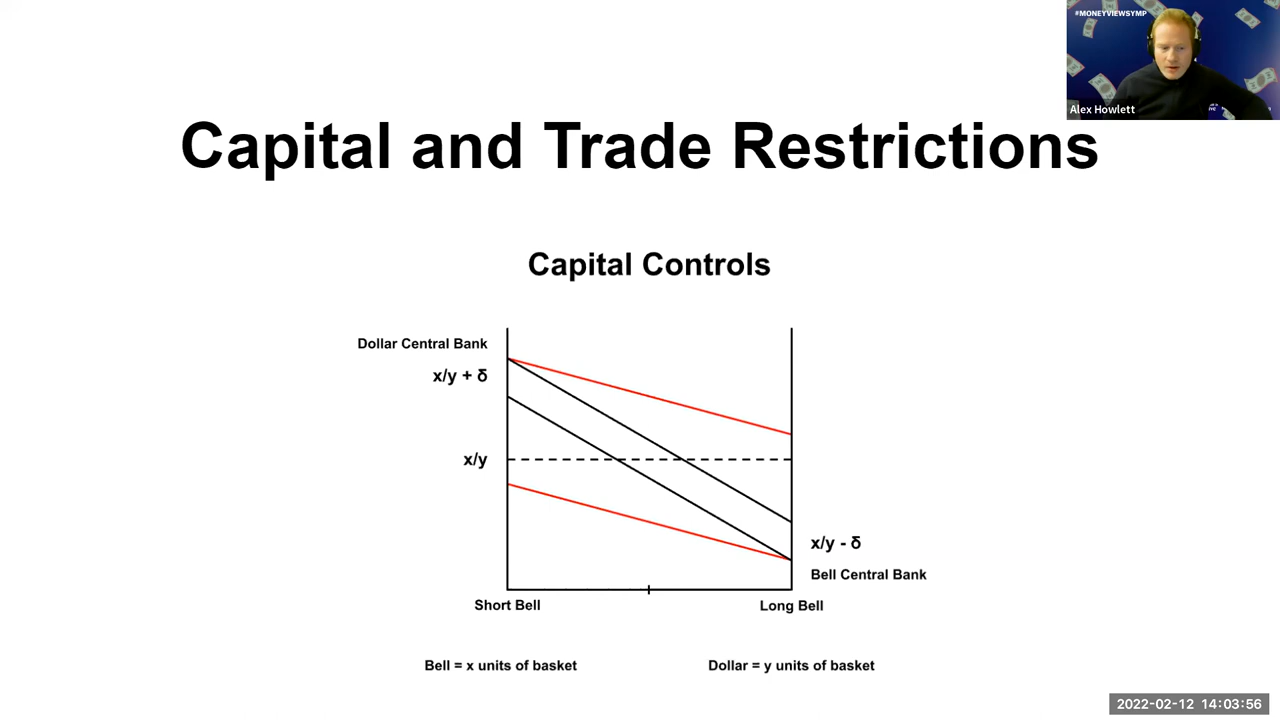 #MONEYVIEWSYMP
Alex Howlett
Capital and Trade Restrictions
Capital Controls
Dollar Central Bank
x/y + δ
x/y
x/y - δ
Bell Central Bank
Short Bell
Long Bell
Bell = x units of basket
Dollar = y units of basket
2022-02-12 14:03:56